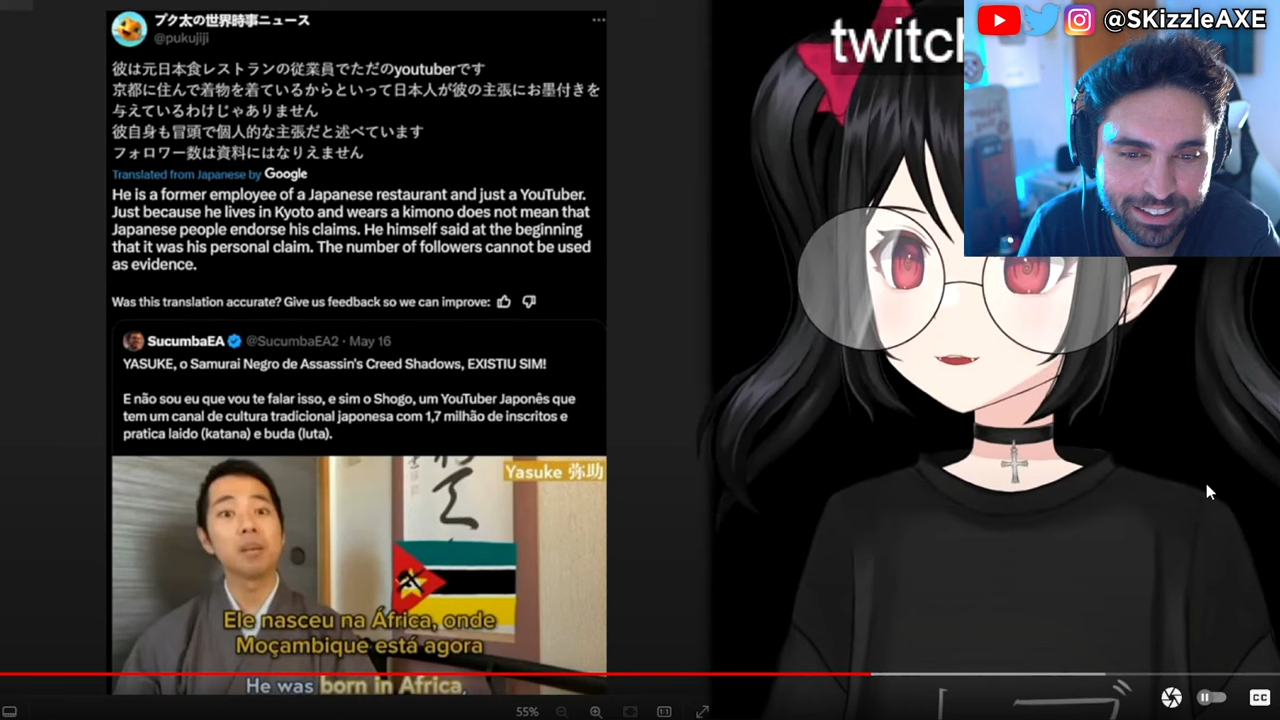 プク太の世界時事ニュース
@pukujiji
彼は元日本食レストランの従業員でただのyoutuberです
京都に住んで着物を着ているからといって日本人が彼の主張にお墨付きを
与えているわけじゃありません
彼自身も冒頭で個人的な主張だと述べています
フォロワー数は資料にはなりえません
Translated from Japanese by Google
He is a former employee of a Japanese restaurant and just a YouTuber.
Just because he lives in Kyoto and wears a kimono does not mean that
Japanese people endorse his claims. He himself said at the beginning
that it was his personal claim. The number of followers cannot be used
as evidence.
Was this translation accurate? Give us feedback so we can improve:
SucumbaEA @SucumbaEA2 · May 16
YASUKE, o Samurai Negro de Assassin's Creed Shadows, EXISTIU SIM!
E não sou eu que vou te falar isso, e sim o Shogo, um YouTuber Japonês que
tem um canal de cultura tradicional japonesa com 1,7 milhão de inscritos e
pratica Iaido (katana) e buda (luta).
Yasuke 弥助
Ele nasceu na África, onde
Moçambique está agora
He was born in Africa,
twitch
@SKizzleAXE
55%
1:1
CC